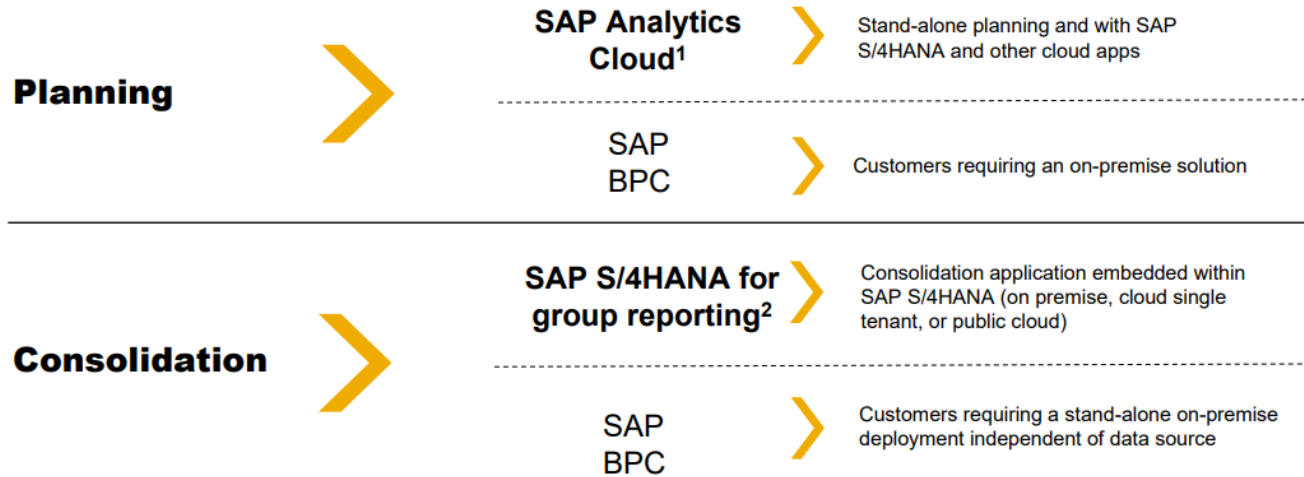 Planning
SAP Analytics
Cloud¹
Stand-alone planning and with SAP
S/4HANA and other cloud apps
SAP
BPC
Customers requiring an on-premise solution
Consolidation
SAP S/4HANA for
group reporting²
Consolidation application embedded within
SAP S/4HANA (on premise, cloud single
tenant, or public cloud)
SAP
BPC
Customers requiring a stand-alone on-premise
deployment independent of data source